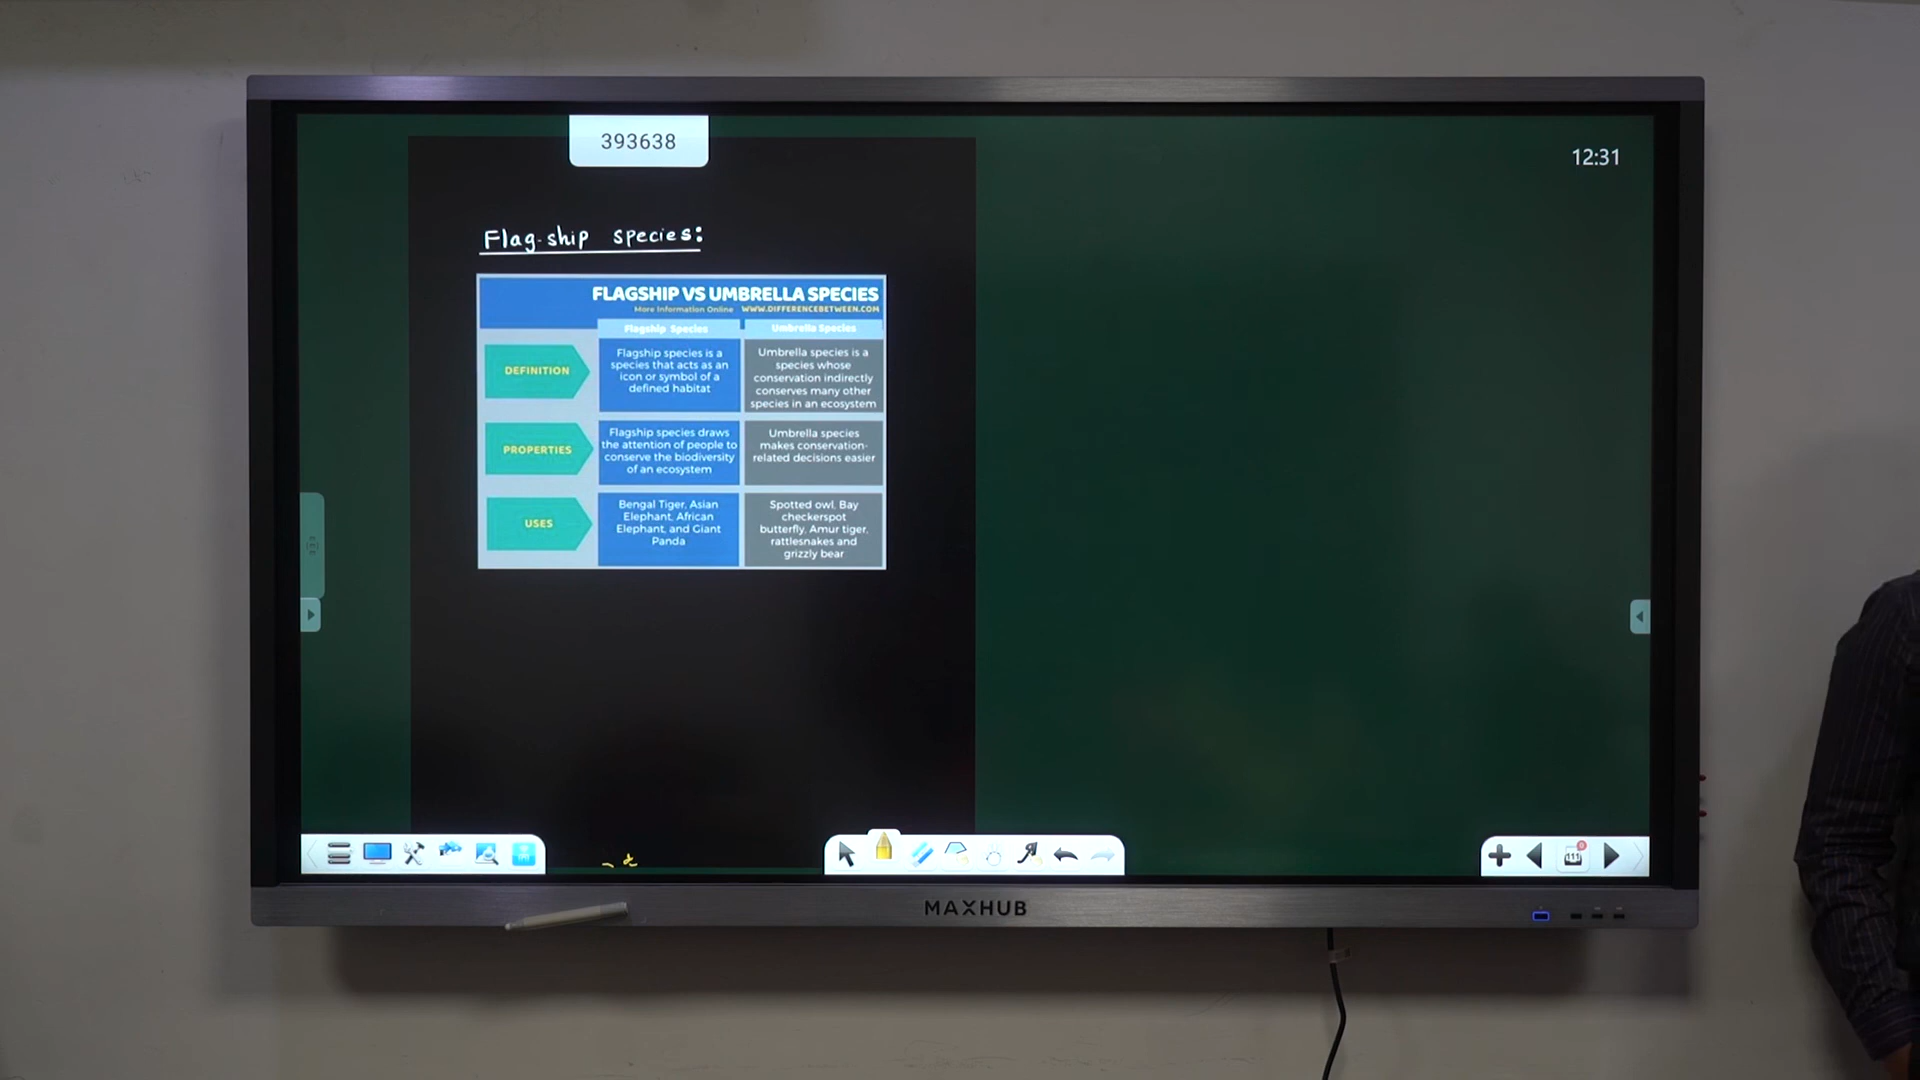 393638
12:31
Flag-ship species:
FLAGSHIP VS UMBRELLA SPECIES
More Information Online WWW.DIFFERENCEBETWEEN.COM
Flagship Species
Umbrella Species
DEFINITION
Flagship species is a
species that acts as an
icon or symbol of a
defined habitat
Umbrella species is a
species whose
conservation indirectly
conserves many other
species in an ecosystem
PROPERTIES
Flagship species draws
the attention of people to
conserve the biodiversity
of an ecosystem
Umbrella species
makes conservation-
related decisions easier
USES
Bengal Tiger, Asian
Elephant, African
Elephant, and Giant
Panda
Spotted owl, Bay
checkerspot
butterfly, Amur tiger,
rattlesnakes and
grizzly bear
MAXHUB